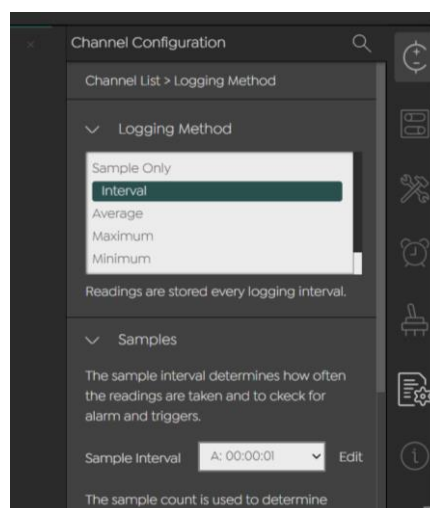 Channel Configuration
Channel List > Logging Method
Logging Method
Sample Only
Interval
Average
Maximum
Minimum
Readings are stored every logging interval.
Samples
The sample interval determines how often
the readings are taken and to ckeck for
alarm and triggers.
Sample Interval A: 00:00:01 Edit
The sample count is used to determine